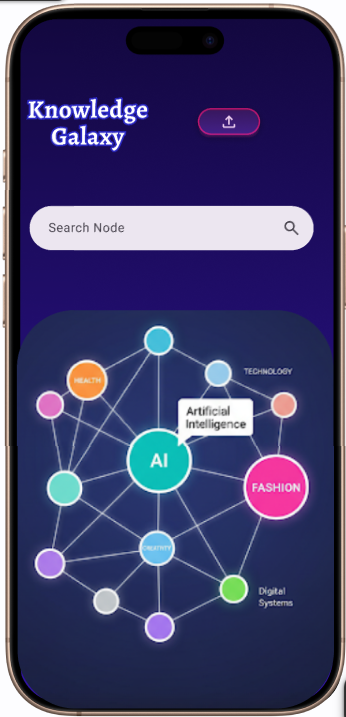 Knowledge
Galaxy
Search Node
HEALTH
TECHNOLOGY
Artificial
Intelligence
AI
FASHION
CREATIVITY
Digital
Systems